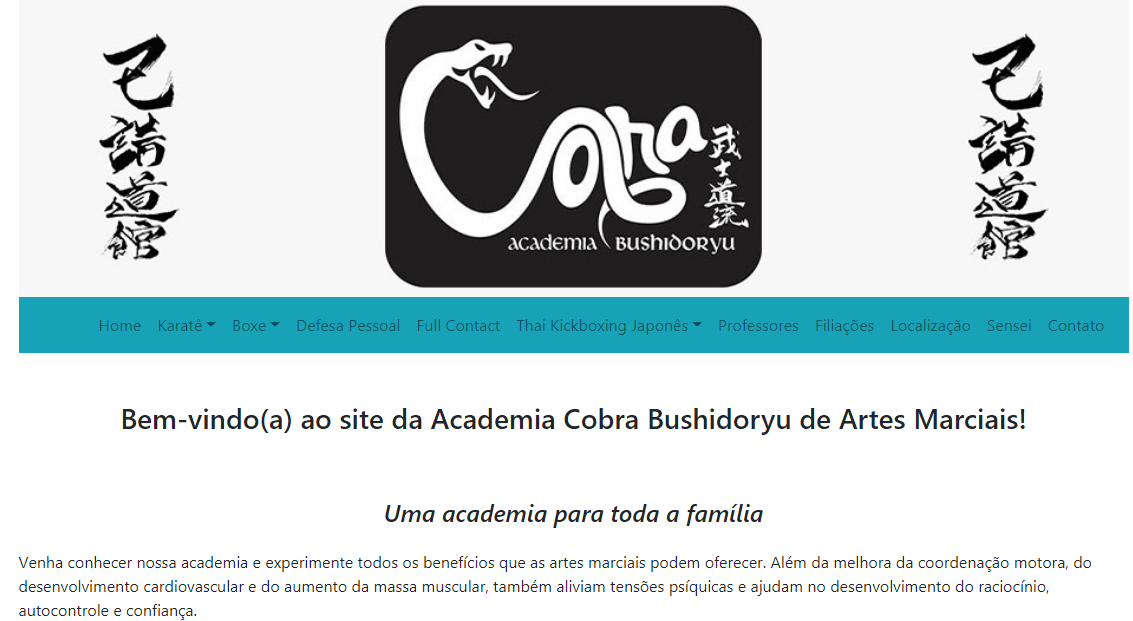 道館
Cobra
武士道流
ACADEMIA BUSHIDORYU
道館
Home Karatê Boxe Defesa Pessoal Full Contact Thai Kickboxing Japonês Professores Filiações Localização Sensei Contato
Bem-vindo(a) ao site da Academia Cobra Bushidoryu de Artes Marciais!
Uma academia para toda a família
Venha conhecer nossa academia e experimente todos os benefícios que as artes marciais podem oferecer. Além da melhora da coordenação motora, do
desenvolvimento cardiovascular e do aumento da massa muscular, também aliviam tensões psíquicas e ajudam no desenvolvimento do raciocínio,
autocontrole e confiança.